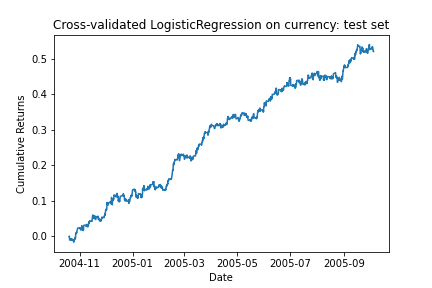 Cross-validated LogisticRegression on currency: test set
Cumulative Returns
0.5
0.4
0.3
0.2
0.1
0.0
2004-11 2005-01 2005-03 2005-05 2005-07 2005-09
Date